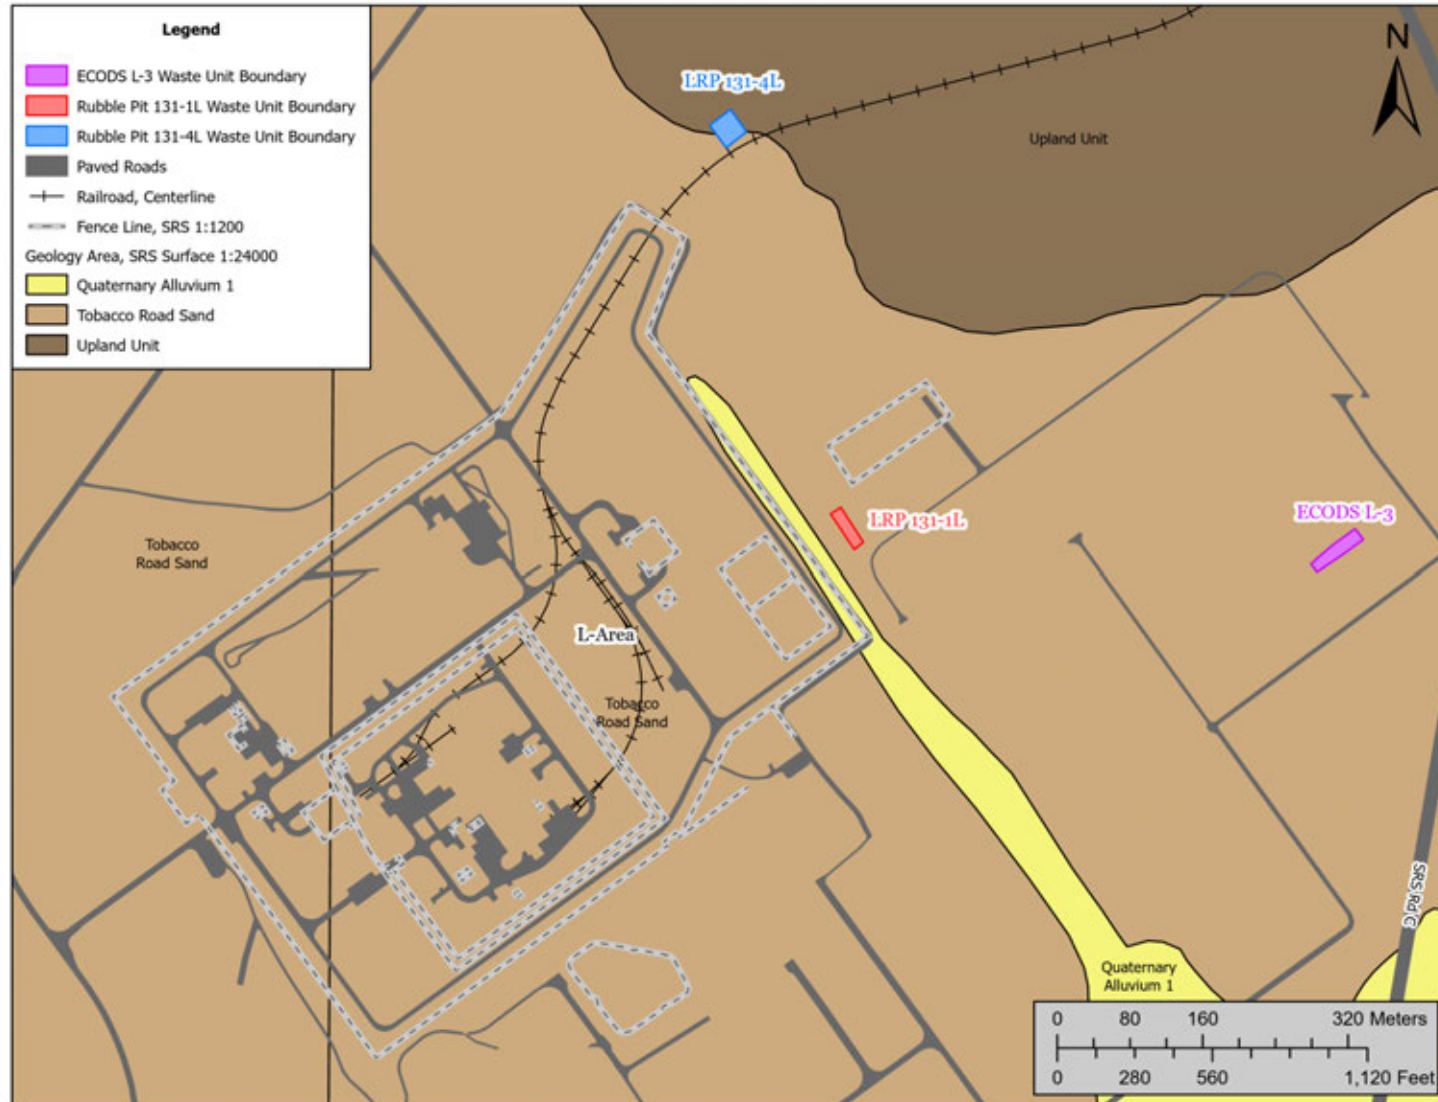 Legend
ECODS L-3 Waste Unit Boundary
Rubble Pit 131-1L Waste Unit Boundary
Rubble Pit 131-4L Waste Unit Boundary
Paved Roads
Railroad, Centerline
Fence Line, SRS 1:1200
Geology Area, SRS Surface 1:24000
Quaternary Alluvium 1
Tobacco Road Sand
Upland Unit
LRP 131-4L
N
Upland Unit
LRP 131-1L
ECODS L-3
Tobacco
Road Sand
L-Area
Tobacco
Road Sand
SRS Rd C
Quaternary
Alluvium 1
0 80 160 320 Meters
0 280 560 1,120 Feet